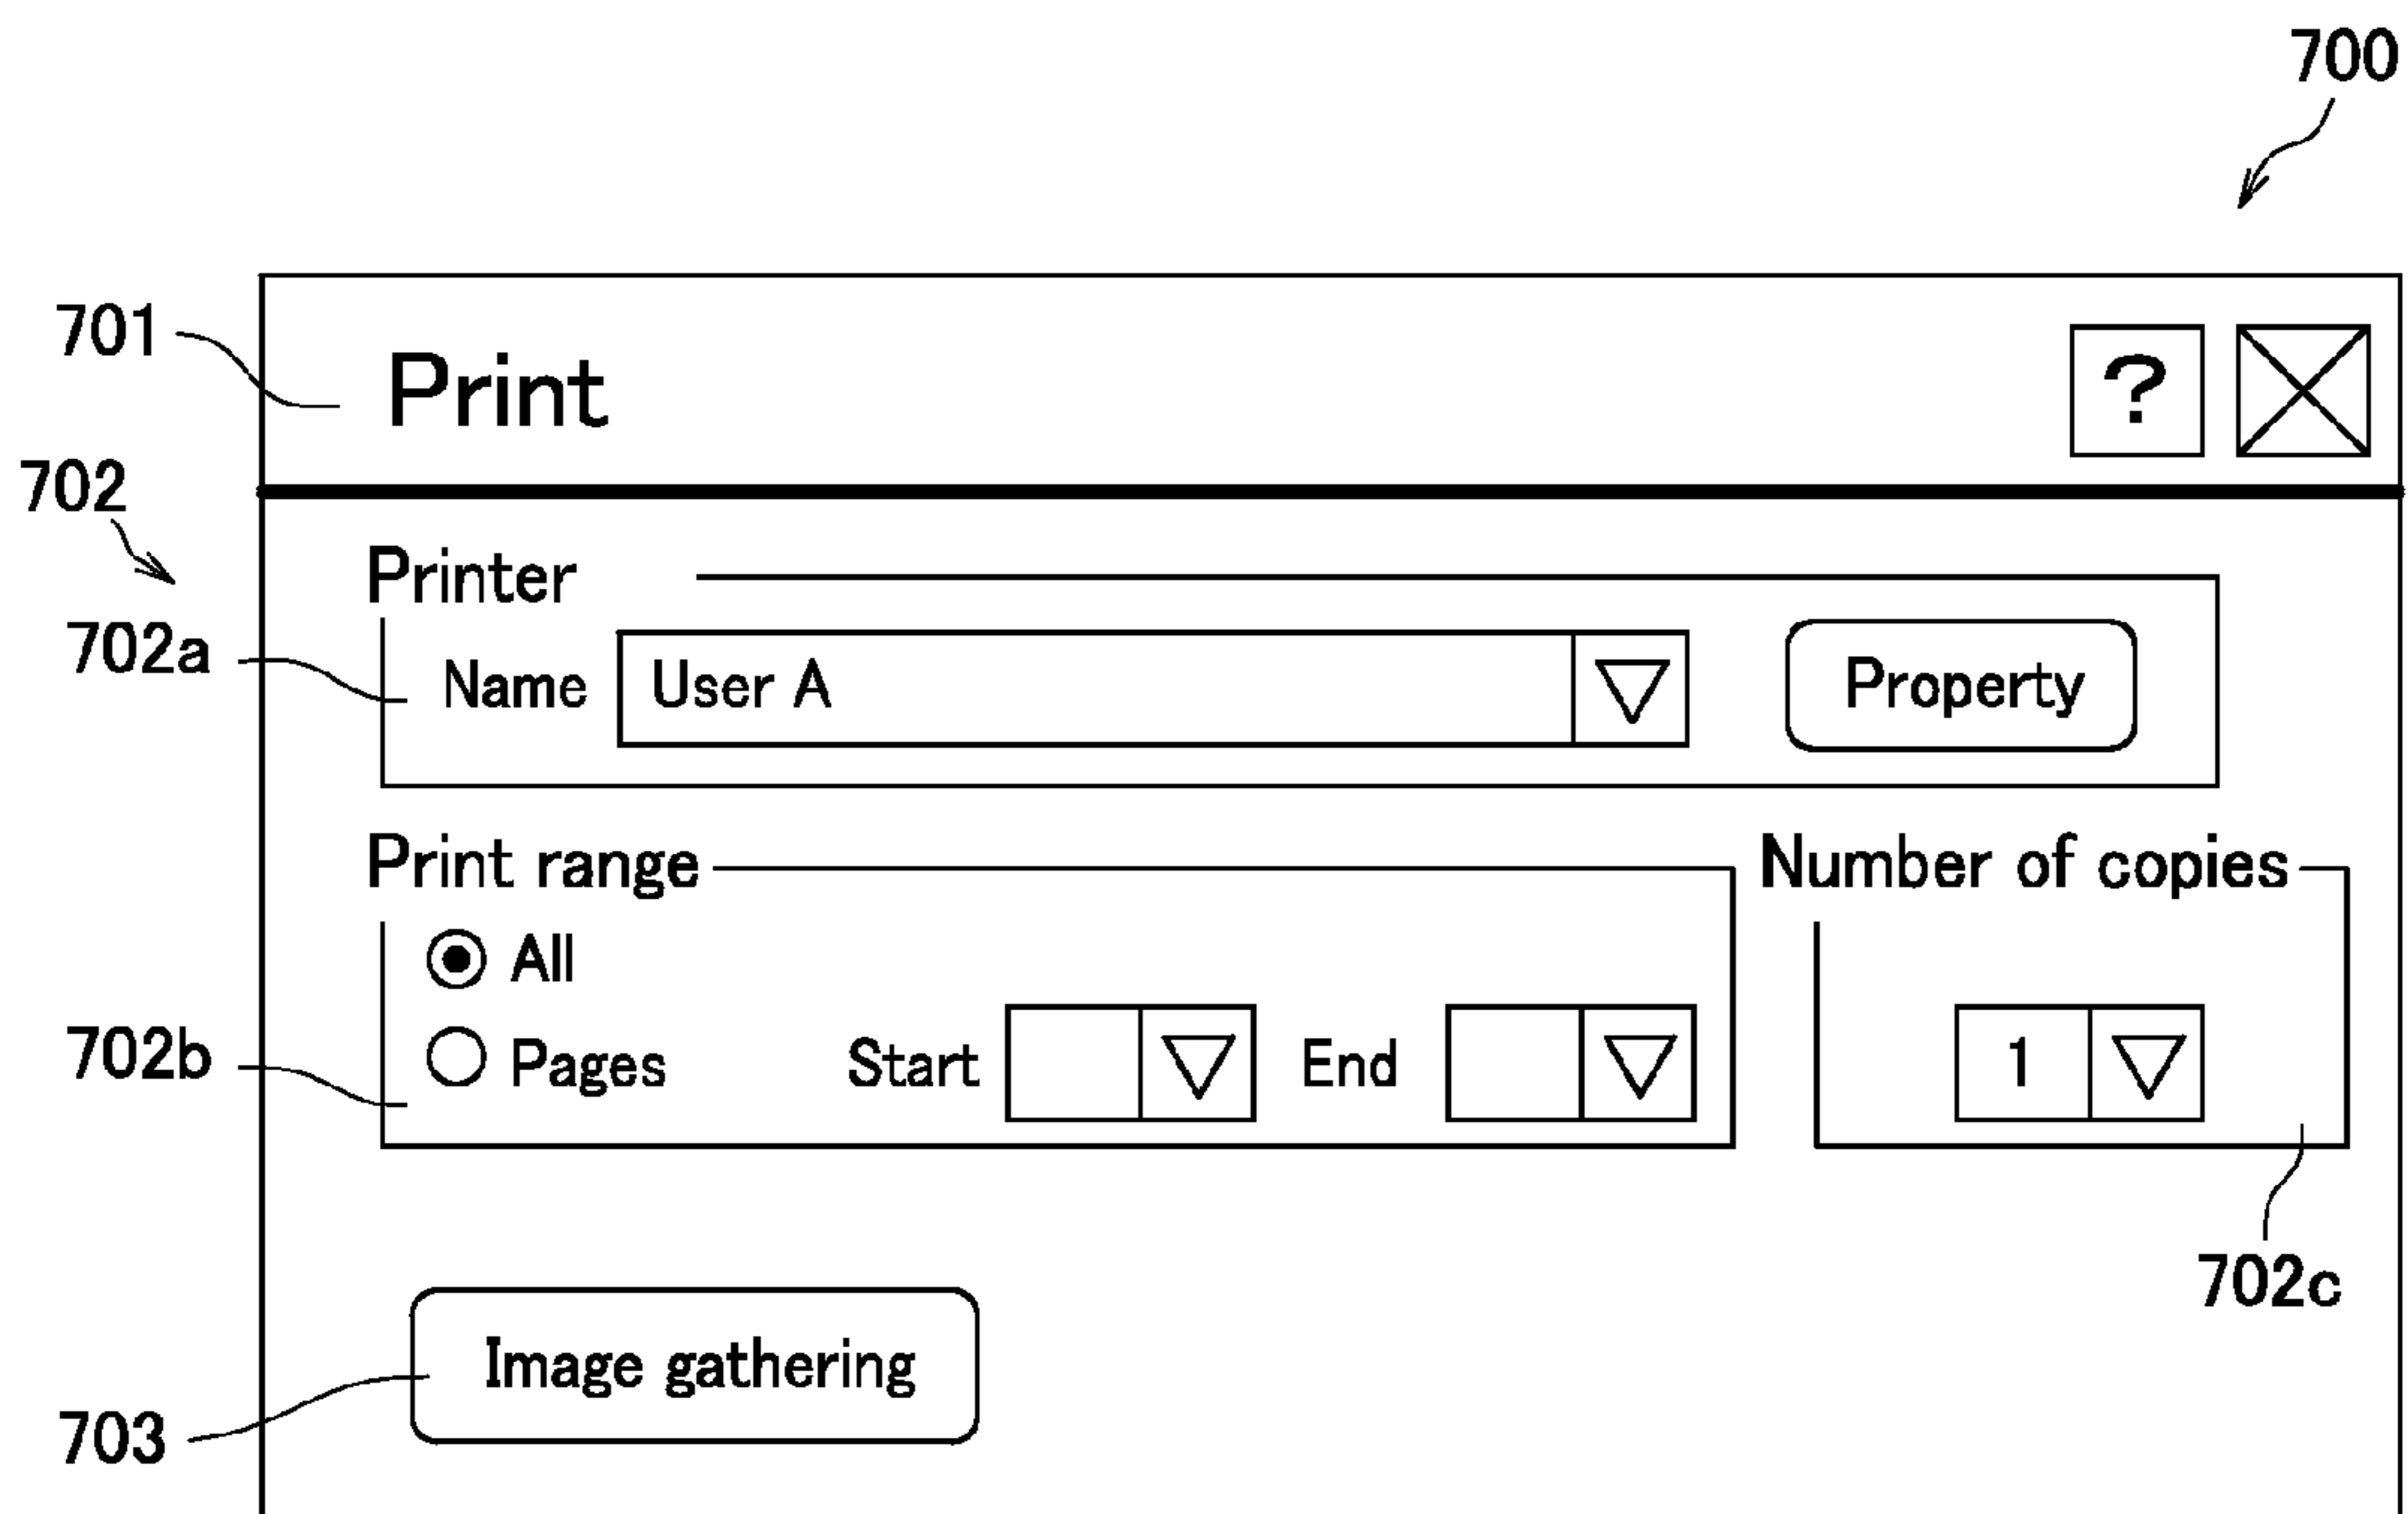 700
701
Print ?
702
Printer
702a
Name User A Property
Print range Number of copies
All
702b
Pages Start End 1
702c
Image gathering
703